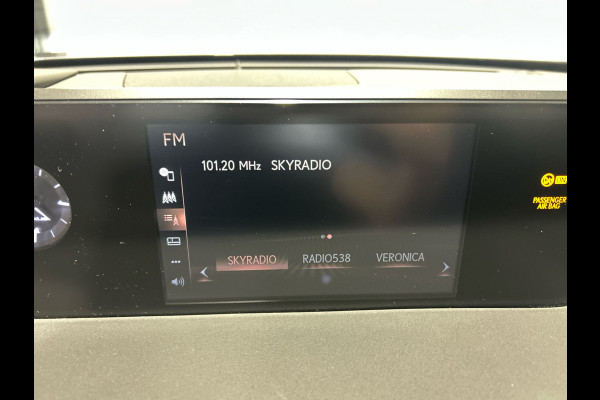 FM
101.20 MHz SKYRADIO
SKYRADIO RADIO538 VERONICA
PASSENGER
AIR BAG